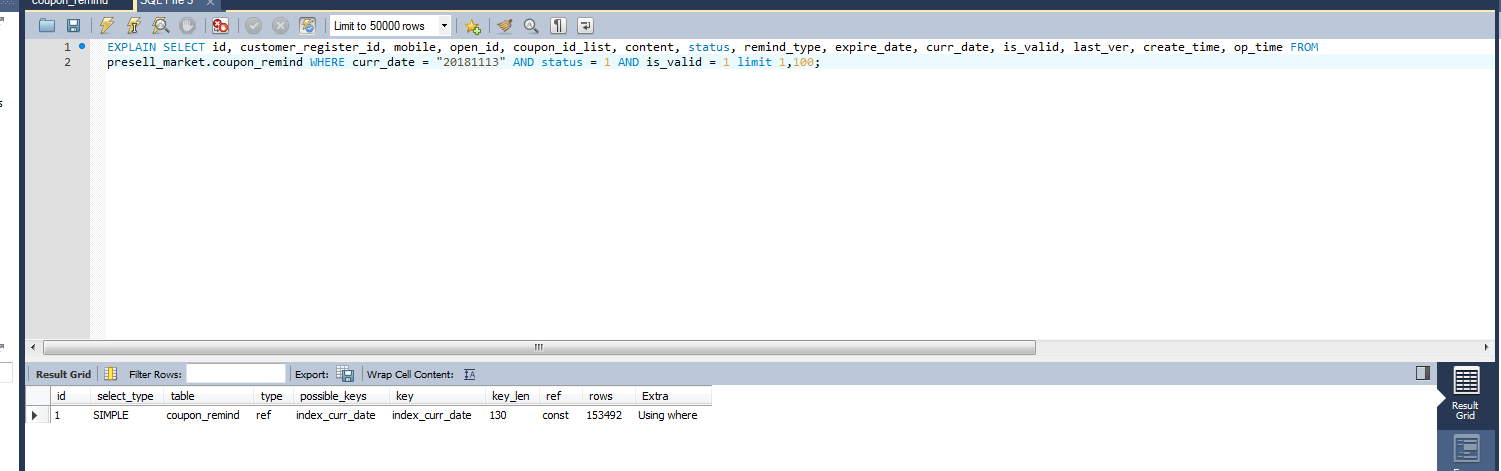 coupon_remind SQL File 3
Limit to 50000 rows
1 EXPLAIN SELECT id, customer_register_id, mobile, open_id, coupon_id_list, content, status, remind_type, expire_date, curr_date, is_valid, last_ver, create_time, op_time FROM
2 presell_market.coupon_remind WHERE curr_date = "20181113" AND status = 1 AND is_valid = 1 limit 1,100;
Result Grid Filter Rows: Export: Wrap Cell Content:
id select_type table type possible_keys key key_len ref rows Extra
1 SIMPLE coupon_remind ref index_curr_date index_curr_date 130 const 153492 Using where
Result
Grid